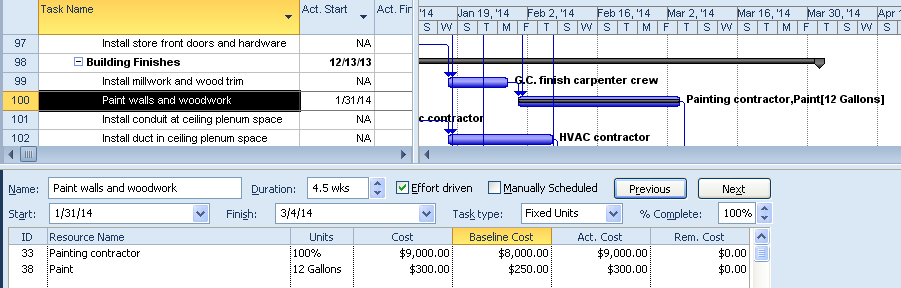 Task Name Act. Start Act. Fin '14 Jan 19, '14 Feb 2, '14 Feb 16, '14 Mar 2, '14 Mar 16, '14 Mar 30, '14 Apr 1
S W S T M F T S W S T M F T S
97 Install store front doors and hardware NA
98 Building Finishes 12/13/13
99 Install millwork and wood trim NA G.C. finish carpenter crew
100 Paint walls and woodwork 1/31/14 Painting contractor,Paint[12 Gallons]
101 Install conduit at ceiling plenum space NA c contractor
102 Install duct in ceiling plenum space NA HVAC contractor
Name: Paint walls and woodwork Duration: 4.5 wks Effort driven Manually Scheduled Previous Next
Start: 1/31/14 Finish: 3/4/14 Task type: Fixed Units % Complete: 100%
ID Resource Name Units Cost Baseline Cost Act. Cost Rem. Cost
33 Painting contractor 100% $9,000.00 $8,000.00 $9,000.00 $0.00
38 Paint 12 Gallons $300.00 $250.00 $300.00 $0.00